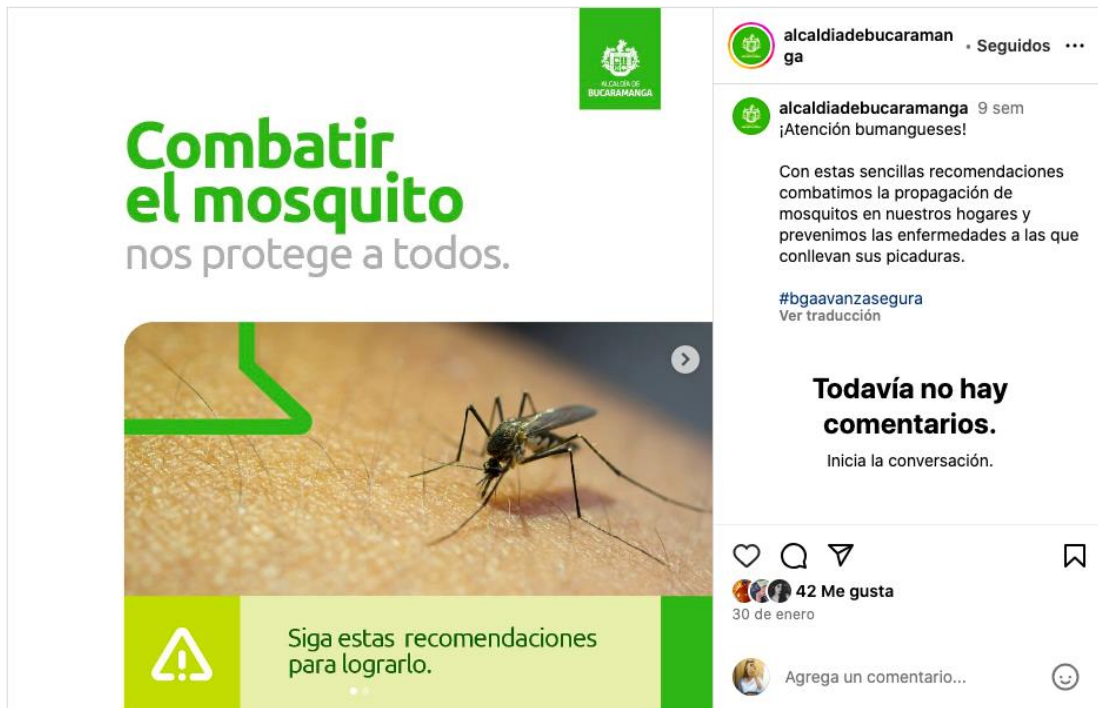 ALCALDÍA DE
BUCARAMANGA
Combatir
el mosquito
nos protege a todos.
Siga estas recomendaciones
para lograrlo.
alcaldiadebucaraman
ga
• Seguidos
alcaldiadebucaramanga 9 sem
¡Atención bumangueses!
Con estas sencillas recomendaciones
combatimos la propagación de
mosquitos en nuestros hogares y
prevenimos las enfermedades a las que
conllevan sus picaduras.
#bgaavanzasegura
Ver traducción
Todavía no hay
comentarios.
Inicia la conversación.
42 Me gusta
30 de enero
Agrega un comentario...